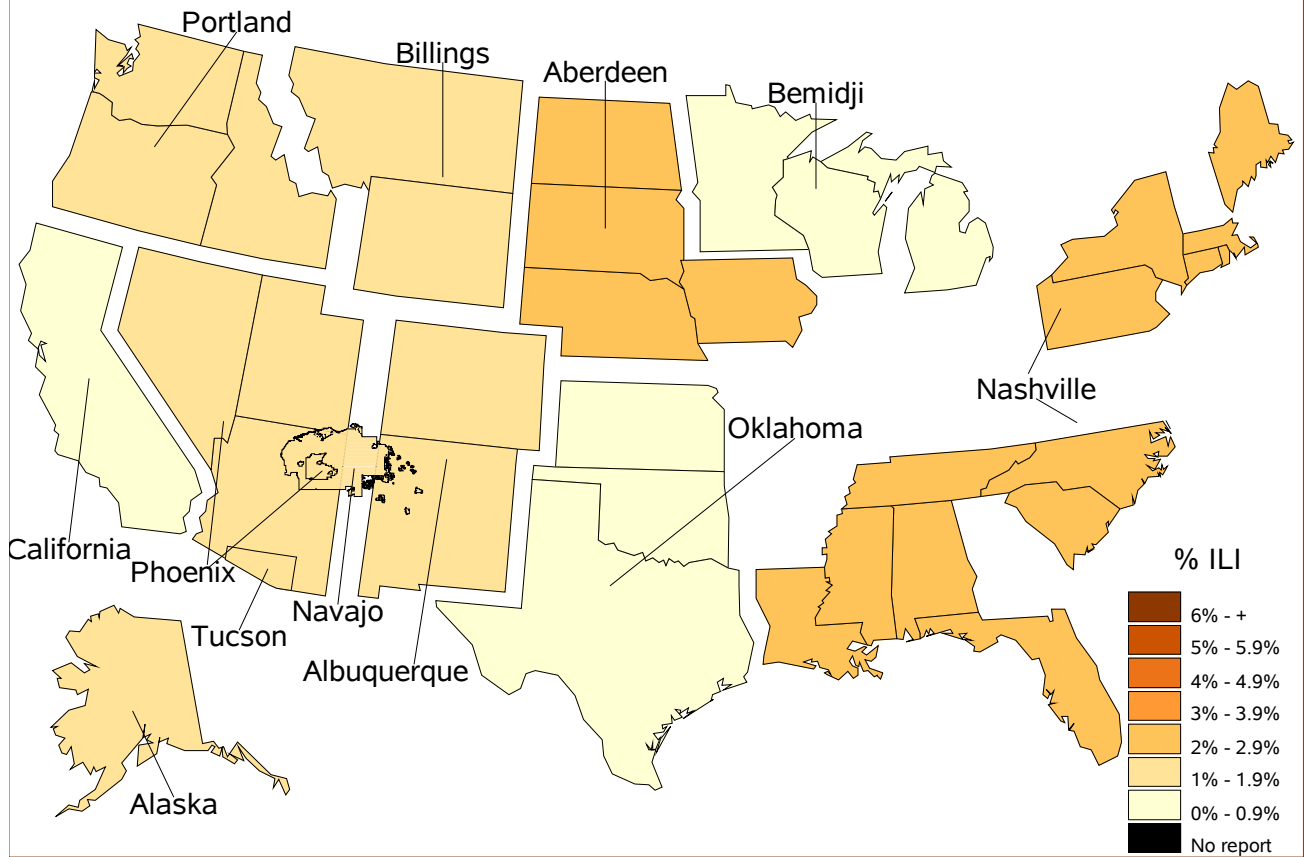 Portland
Billings
Aberdeen
Bemidji
Nashville
Oklahoma
California
Phoenix
Navajo
Tucson
Albuquerque
Alaska
% ILI
6% - +
5% - 5.9%
4% - 4.9%
3% - 3.9%
2% - 2.9%
1% - 1.9%
0% - 0.9%
No report